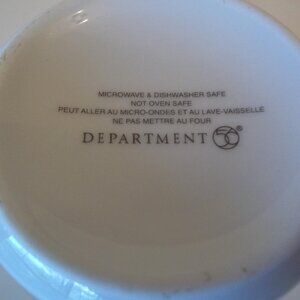 MICROWAVE & DISHWASHER SAFE
NOT OVEN SAFE
PEUT ALLER AU MICRO-ONDES ET AU LAVE-VAISSELLE
NE PAS METTRE AU FOUR
DEPARTMENT 56®